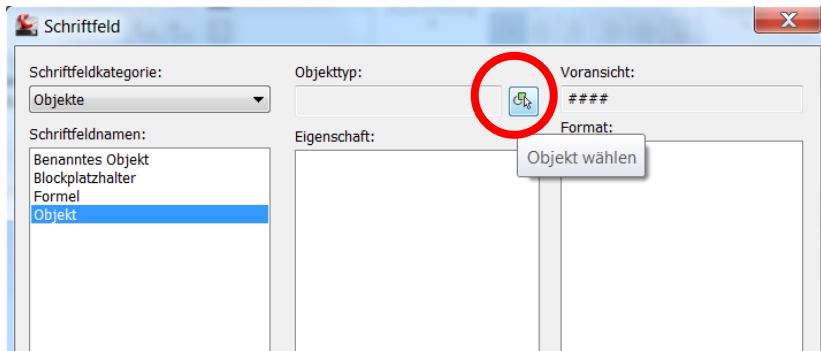 Schriftfeld
Schriftfeldkategorie:
Objekte
Schriftfeldnamen:
Benanntes Objekt
Blockplatzhalter
Formel
Objekt
Objekttyp:
Eigenschaft:
Voransicht:
####
Format:
Objekt wählen